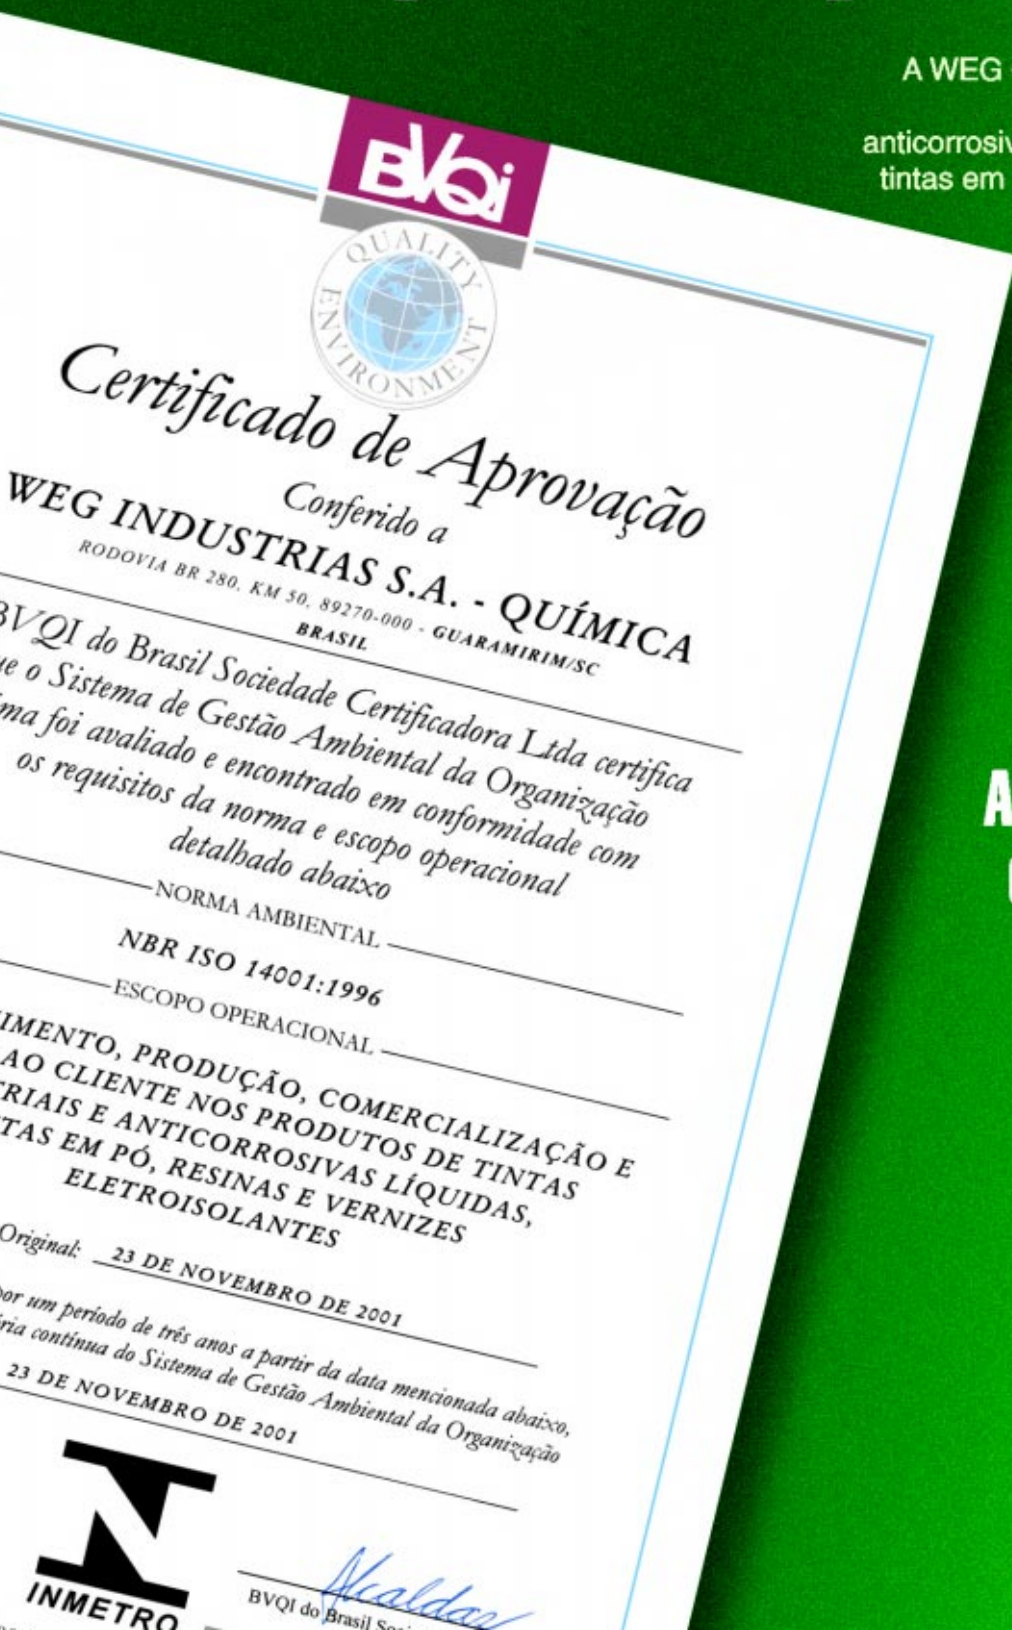 A WEG
anticorrosiv
tintas em
BVQi
QUALITY
ENVIRONMENT
Certificado de Aprovação
Conferido a
WEG INDUSTRIAS S.A. - QUÍMICA
RODOVIA BR 280, KM 50, 89270-000 - GUARAMIRIM/SC
BRASIL
BVQI do Brasil Sociedade Certificadora Ltda certifica
ue o Sistema de Gestão Ambiental da Organização
ma foi avaliado e encontrado em conformidade com
os requisitos da norma e escopo operacional
detalhado abaixo
NORMA AMBIENTAL
NBR ISO 14001:1996
ESCOPO OPERACIONAL
IMENTO, PRODUÇÃO, COMERCIALIZAÇÃO E
AO CLIENTE NOS PRODUTOS DE TINTAS
TRIAIS E ANTICORROSIVAS LÍQUIDAS,
TAS EM PÓ, RESINAS E VERNIZES
ELETROISOLANTES
Original: 23 DE NOVEMBRO DE 2001
por um período de três anos a partir da data mencionada abaixo,
ria contínua do Sistema de Gestão Ambiental da Organização
23 DE NOVEMBRO DE 2001
INMETRO
Alcaldas
BVQI do Brasil